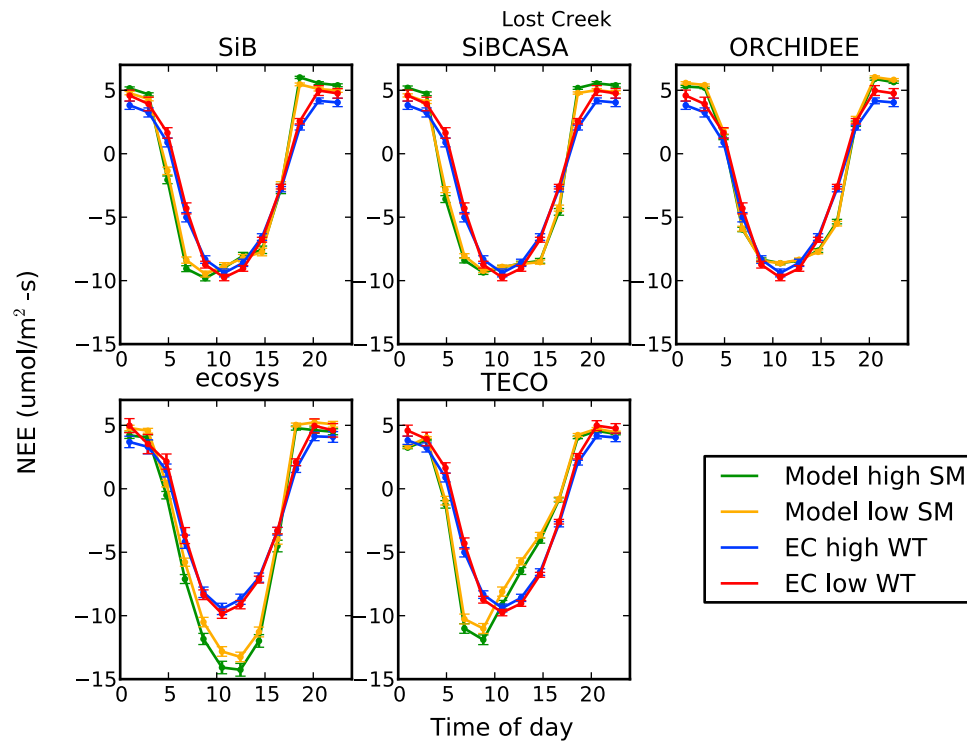 Lost Creek
SiB
SiBCASA
ORCHIDEE
5
0
−5
−10
−15
0 5 10 15 20
5
0
−5
−10
−15
0 5 10 15 20
5
0
−5
−10
−15
0 5 10 15 20
NEE (umol/m² -s)
ecosys
TECO
5
0
−5
−10
−15
0 5 10 15 20
5
0
−5
−10
−15
0 5 10 15 20
Time of day
Model high SM
Model low SM
EC high WT
EC low WT